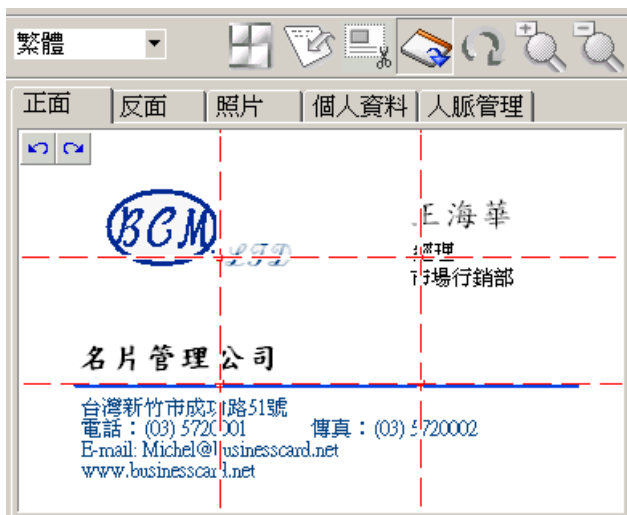 繁體
正面 反面 照片 個人資料 人脈管理
BCM
LTD
王海華
經理
市場行銷部
名片管理公司
台灣新竹市成功路51號
電話：(03) 5720001 傳真：(03) 5720002
E-mail: Michel@businesscard.net
www.businesscard.net